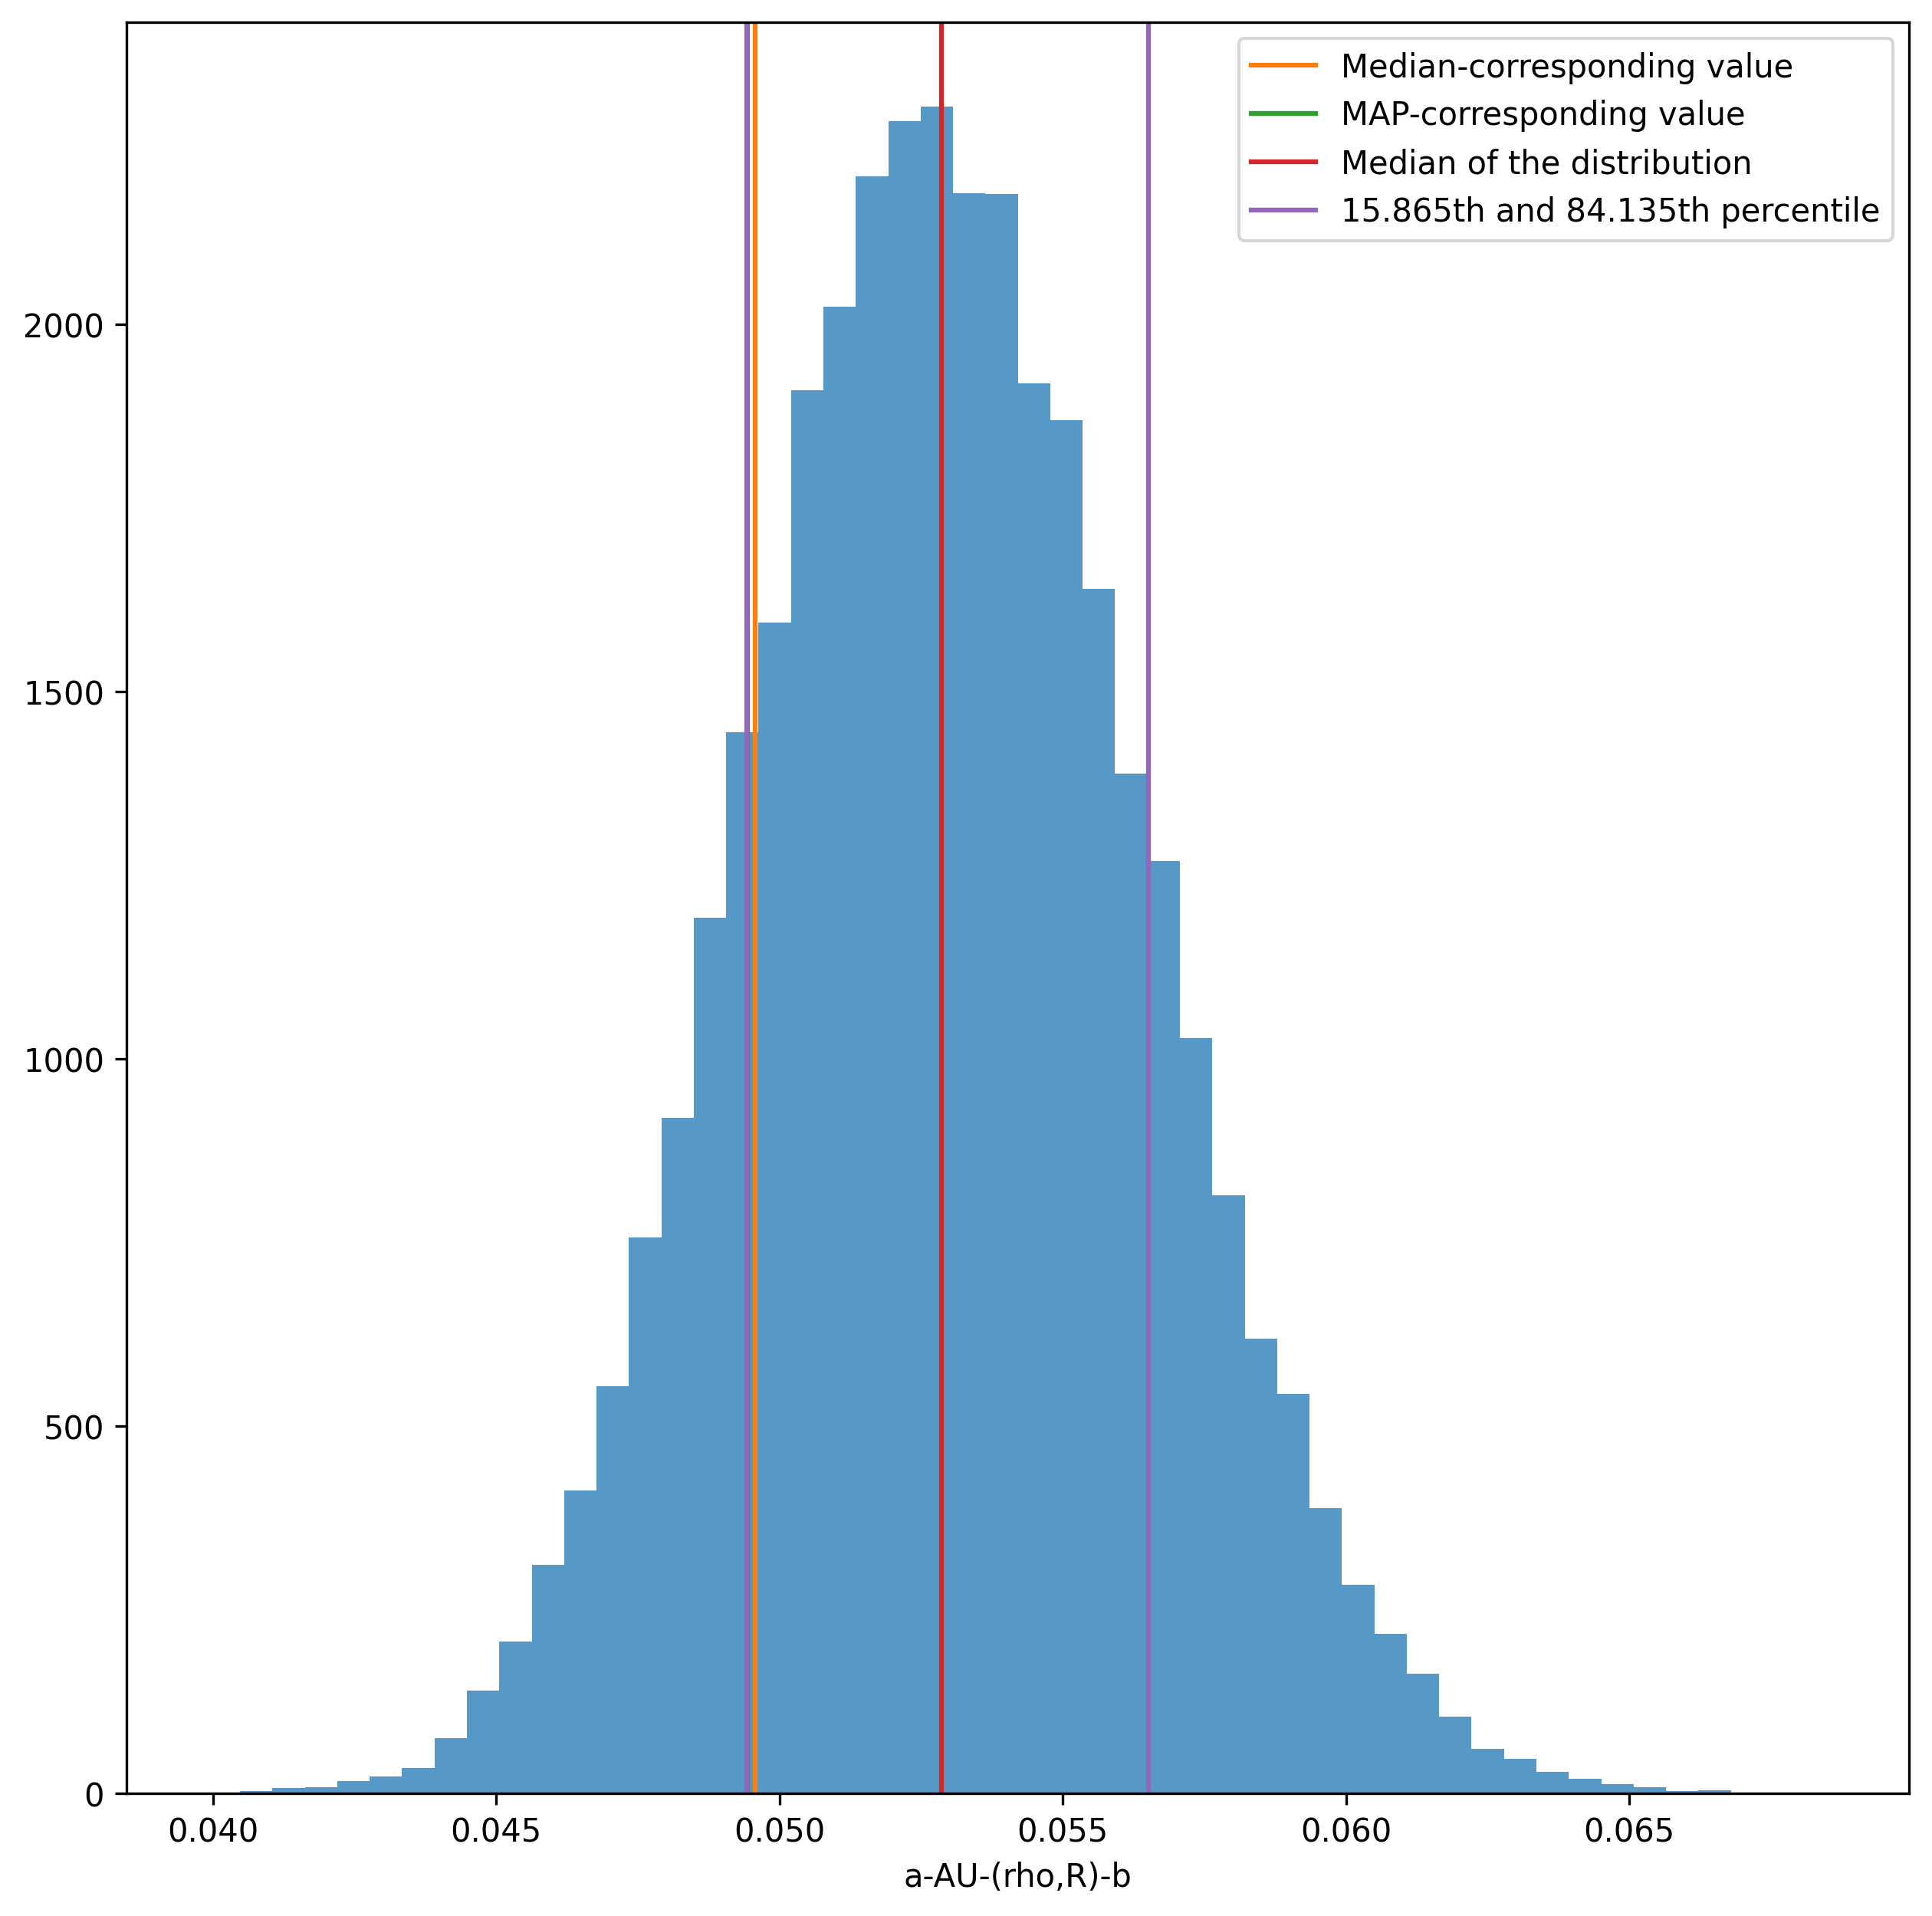 Median-corresponding value
MAP-corresponding value
Median of the distribution
15.865th and 84.135th percentile
2000
1500
1000
500
0
0.040 0.045 0.050 0.055 0.060 0.065
a-AU-(rho,R)-b